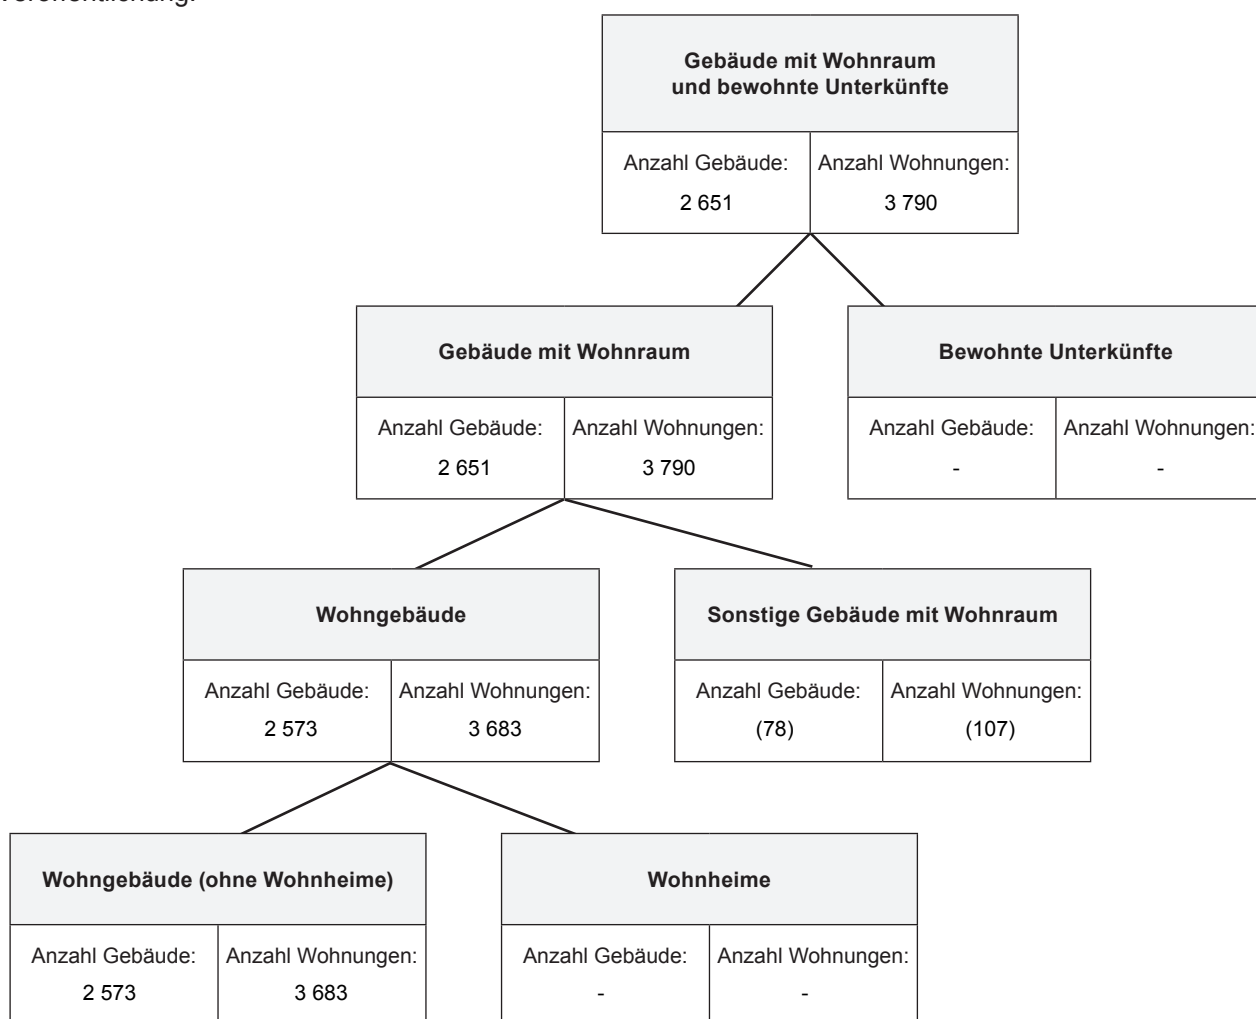 Veröffentlichung.
Gebäude mit Wohnraum
und bewohnte Unterkünfte
Anzahl Gebäude: Anzahl Wohnungen:
2 651 3 790
Gebäude mit Wohnraum Bewohnte Unterkünfte
Anzahl Gebäude: Anzahl Wohnungen: Anzahl Gebäude: Anzahl Wohnungen:
2 651 3 790 - -
Wohngebäude Sonstige Gebäude mit Wohnraum
Anzahl Gebäude: Anzahl Wohnungen: Anzahl Gebäude: Anzahl Wohnungen:
2 573 3 683 (78) (107)
Wohngebäude (ohne Wohnheime) Wohnheime
Anzahl Gebäude: Anzahl Wohnungen: Anzahl Gebäude: Anzahl Wohnungen:
2 573 3 683 - -